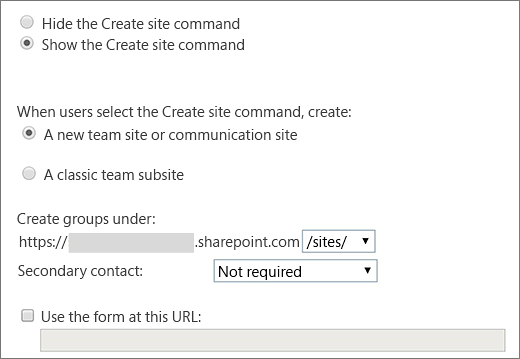 Hide the Create site command
Show the Create site command
When users select the Create site command, create:
A new team site or communication site
A classic team subsite
Create groups under:
https:// .sharepoint.com /sites/
Secondary contact: Not required
Use the form at this URL: